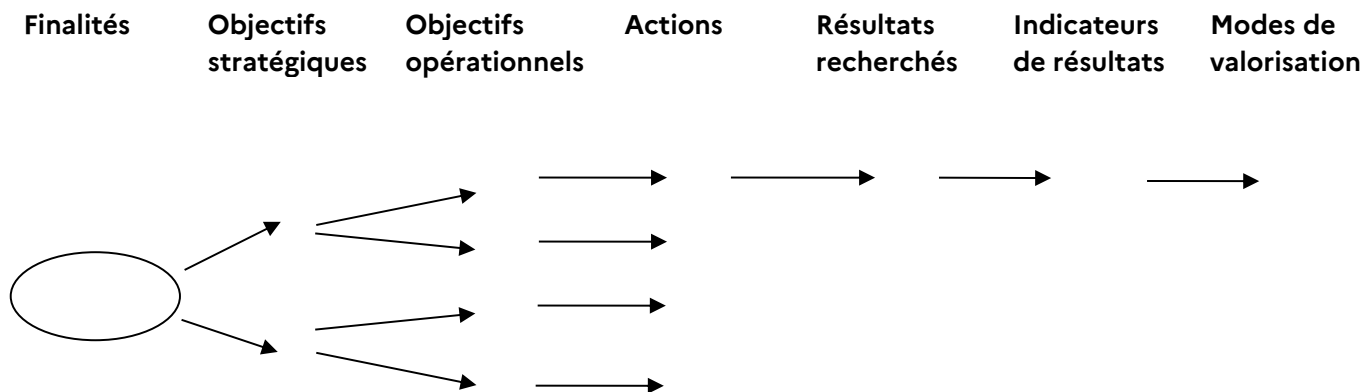 Finalités
Objectifs
stratégiques
Objectifs
opérationnels
Actions
Résultats
recherchés
Indicateurs
de résultats
Modes de
valorisation